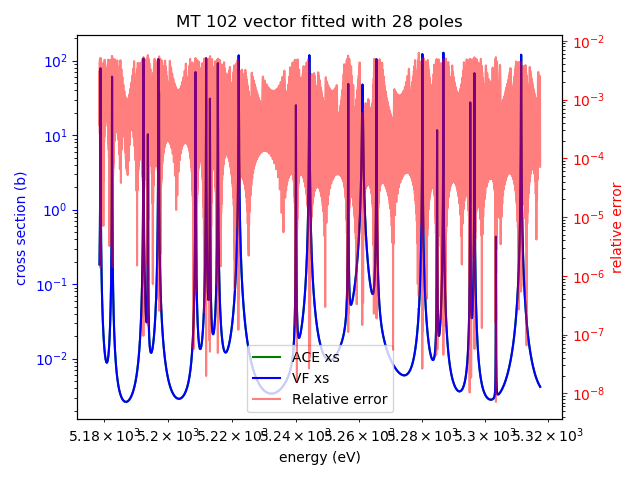 MT 102 vector fitted with 28 poles
10²
10¹
10⁰
10⁻¹
10⁻²
cross section (b)
10⁻²
10⁻³
10⁻⁴
10⁻⁵
10⁻⁶
10⁻⁷
10⁻⁸
relative error
ACE xs
VF xs
Relative error
5.18 × 10³ 5.2 × 10³ 5.22 × 10³ 5.24 × 10³ 5.26 × 10³ 5.28 × 10³ 5.3 × 10³ 5.32 × 10³
energy (eV)